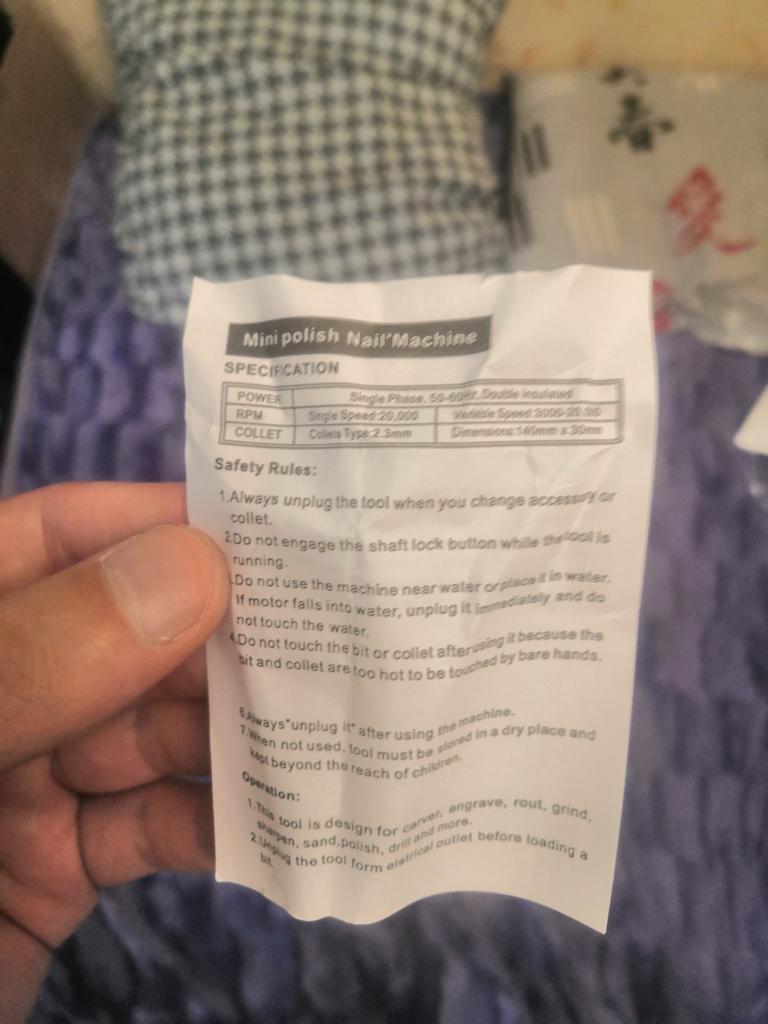 Mini polish Nail'Machine
SPECIFICATION
POWER Single Phase, 50-60Hz, Double insulated
RPM Single Speed:20,000 Variable Speed:3000-20,
COLLET Collets Type:2.3mm Dimensions:140mm x 30mm
Safety Rules:
1.Always unplug the tool when you change accessory or
collet.
2.Do not engage the shaft lock button while the tool is
running.
.Do not use the machine near water or place it in water.
If motor falls into water, unplug it immediately and do
not touch the water.
4.Do not touch the bit or collet after using it because the
bit and collet are too hot to be touched by bare hands.
6.Always"unplug it" after using the machine.
7.When not used, tool must be stored in a dry place and
kept beyond the reach of children.
Operation:
1.This tool is design for carver, engrave, rout, grind,
sharpen, sand,polish, drill and more.
2.Unplug the tool form eletrical outlet before loading a
bit.
春